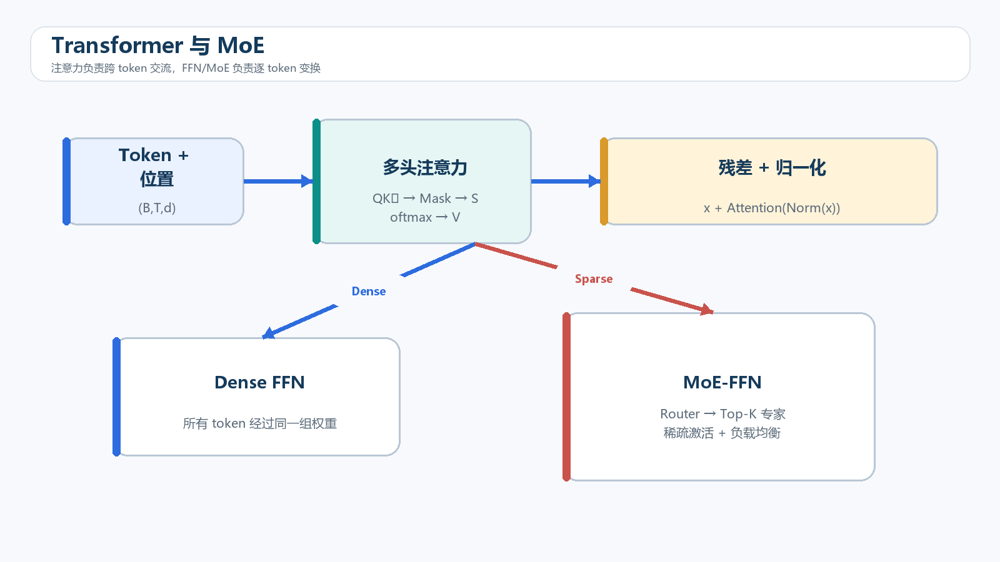 Transformer 与 MoE
注意力负责跨 token 交流，FFN/MoE 负责逐 token 变换
Token +
位置
(B,T,d)
多头注意力
QK▯ → Mask → S
oftmax → V
残差 + 归一化
x + Attention(Norm(x))
Dense
Sparse
Dense FFN
所有 token 经过同一组权重
MoE-FFN
Router → Top-K 专家
稀疏激活 + 负载均衡